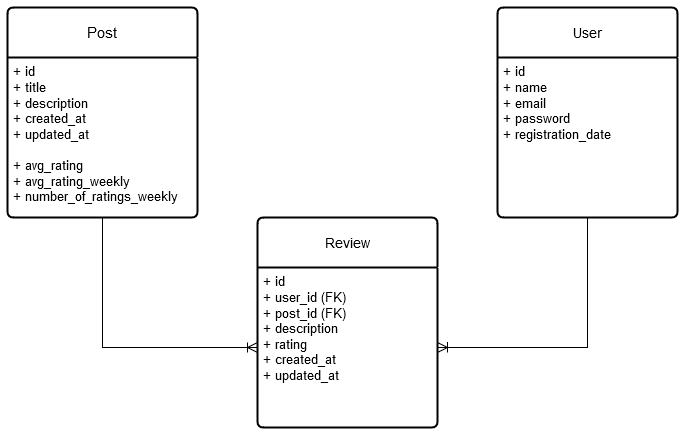 Post
+ id
+ title
+ description
+ created_at
+ updated_at
+ avg_rating
+ avg_rating_weekly
+ number_of_ratings_weekly
User
+ id
+ name
+ email
+ password
+ registration_date
Review
+ id
+ user_id (FK)
+ post_id (FK)
+ description
+ rating
+ created_at
+ updated_at